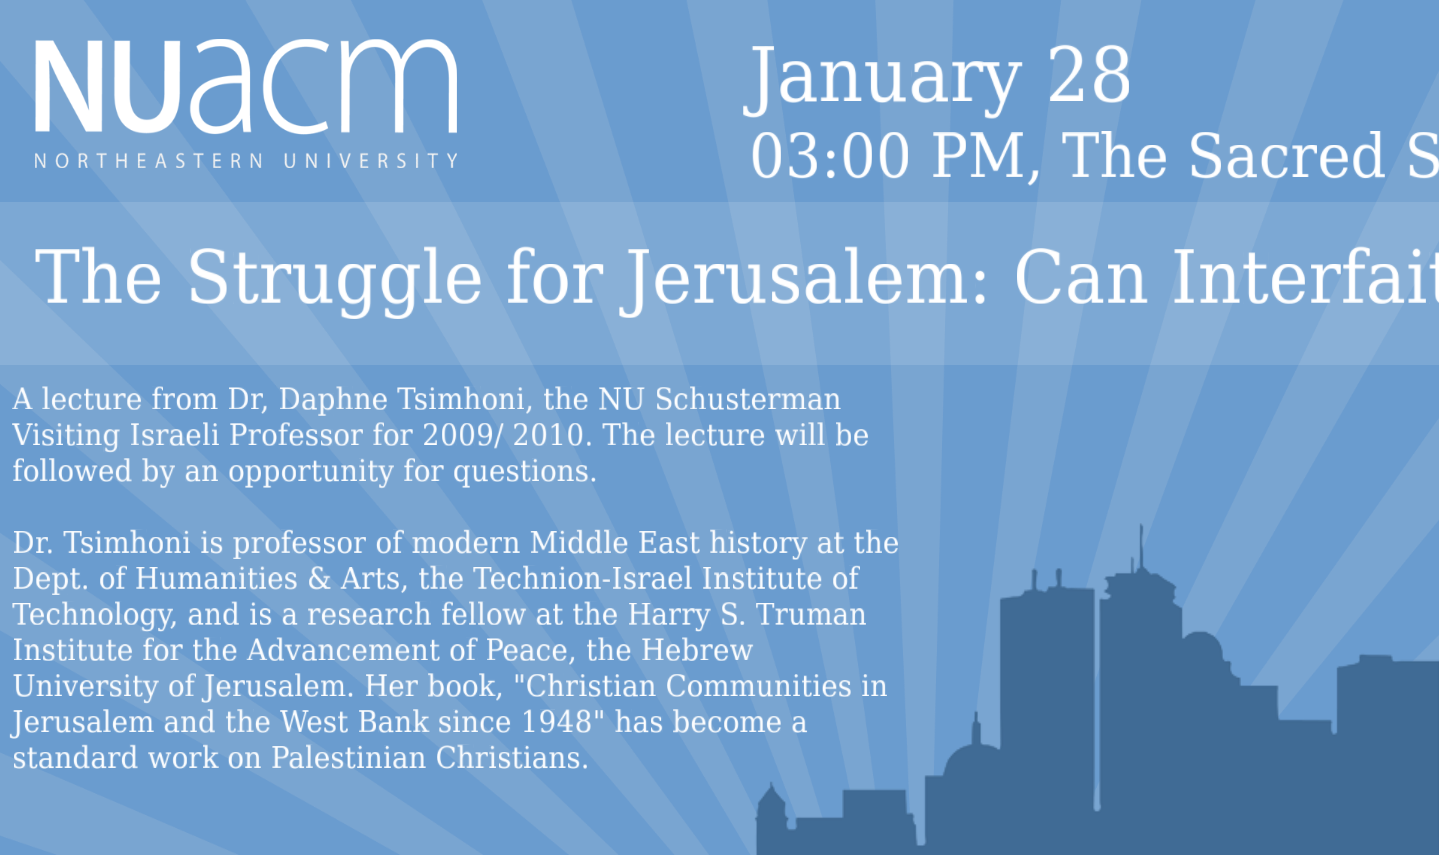 NUacm
NORTHEASTERN UNIVERSITY
January 28
03:00 PM, The Sacred S
The Struggle for Jerusalem: Can Interfait
A lecture from Dr, Daphne Tsimhoni, the NU Schusterman
Visiting Israeli Professor for 2009/ 2010. The lecture will be
followed by an opportunity for questions.
Dr. Tsimhoni is professor of modern Middle East history at the
Dept. of Humanities & Arts, the Technion-Israel Institute of
Technology, and is a research fellow at the Harry S. Truman
Institute for the Advancement of Peace, the Hebrew
University of Jerusalem. Her book, "Christian Communities in
Jerusalem and the West Bank since 1948" has become a
standard work on Palestinian Christians.